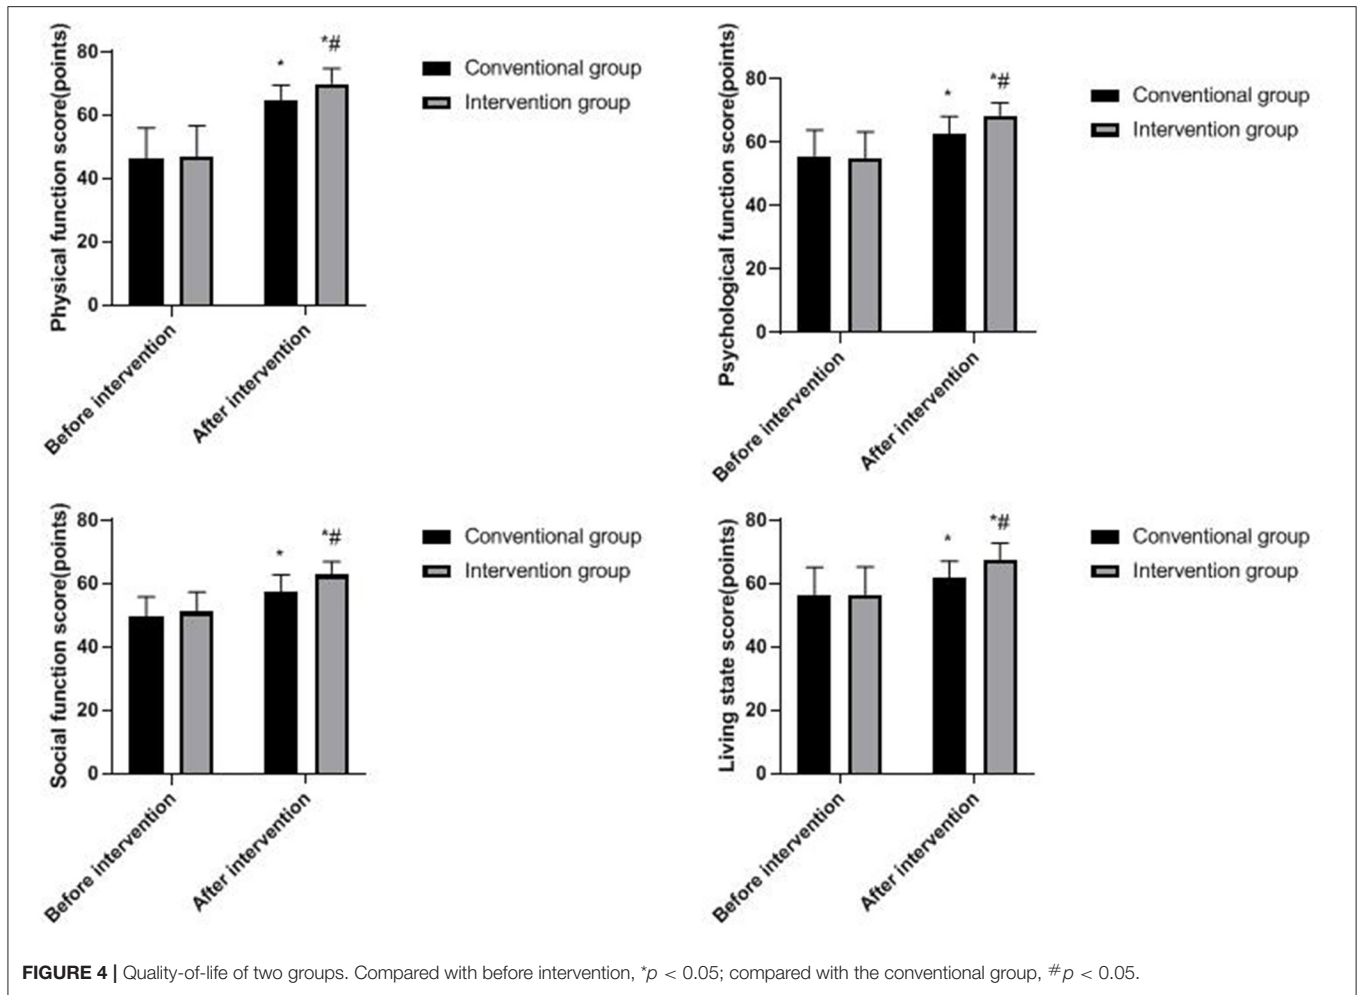 Physical function score(points)
80
60
40
20
0
*
*#
Before intervention
After intervention
Conventional group
Intervention group
Psychological function score(points)
80
60
40
20
0
*
*#
Before intervention
After intervention
Conventional group
Intervention group
Social function score(points)
80
60
40
20
0
*
*#
Before intervention
After intervention
Conventional group
Intervention group
Living state score(points)
80
60
40
20
0
*
*#
Before intervention
After intervention
Conventional group
Intervention group
FIGURE 4 | Quality-of-life of two groups. Compared with before intervention, *p < 0.05; compared with the conventional group, #p < 0.05.